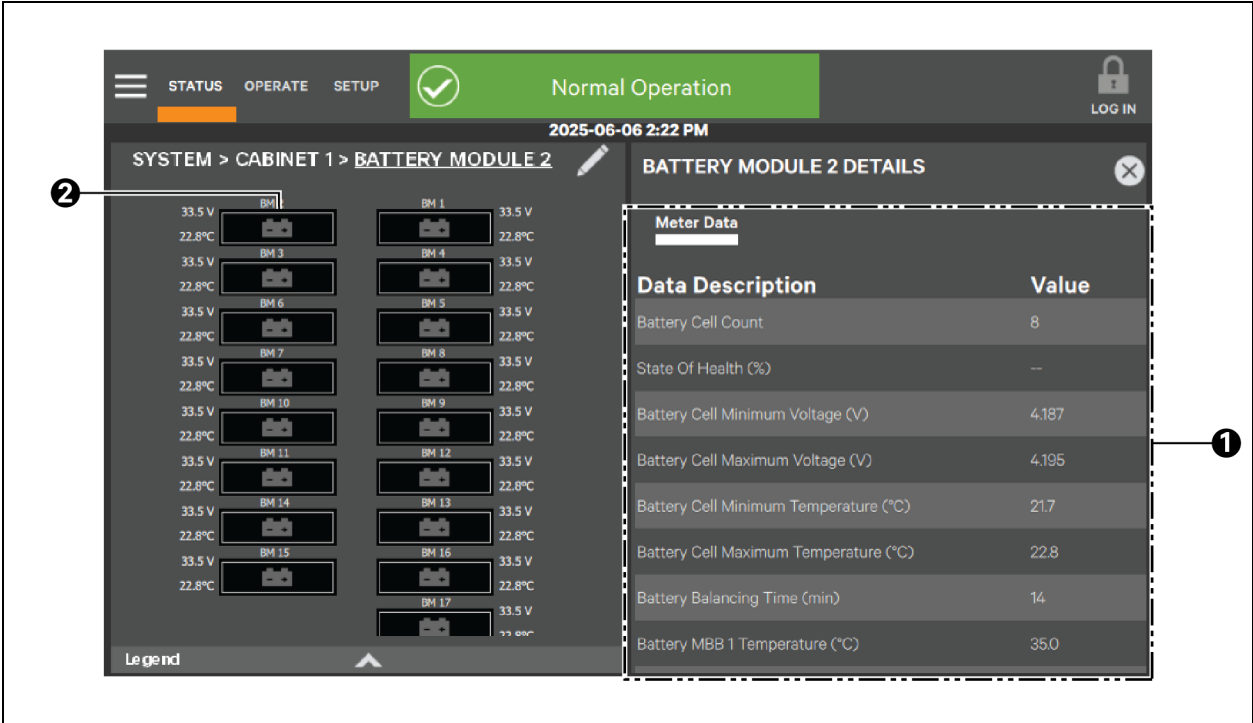 STATUS OPERATE SETUP
Normal Operation
LOG IN
2025-06-06 2:22 PM
SYSTEM > CABINET 1 > BATTERY MODULE 2
2
BM 1
33.5 V 33.5 V
22.8°C 22.8°C
BM 3 BM 4
33.5 V 33.5 V
22.8°C 22.8°C
BM 6 BM 5
33.5 V 33.5 V
22.8°C 22.8°C
BM 7 BM 8
33.5 V 33.5 V
22.8°C 22.8°C
BM 10 BM 9
33.5 V 33.5 V
22.8°C 22.8°C
BM 11 BM 12
33.5 V 33.5 V
22.8°C 22.8°C
BM 14 BM 13
33.5 V 33.5 V
22.8°C 22.8°C
BM 15 BM 16
33.5 V 33.5 V
22.8°C 22.8°C
BM 17
33.5 V
Legend
BATTERY MODULE 2 DETAILS
Meter Data
Data Description Value
Battery Cell Count 8
State Of Health (%) --
Battery Cell Minimum Voltage (V) 4.187
Battery Cell Maximum Voltage (V) 4.195
Battery Cell Minimum Temperature (°C) 21.7
Battery Cell Maximum Temperature (°C) 22.8
Battery Balancing Time (min) 14
Battery MBB 1 Temperature (°C) 35.0
1